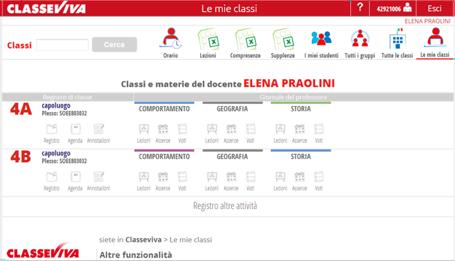 CLASSEVIVA Le mie classi ? 42921006 Esci
ELENA PRAOLINI
Classi Cerca
Orario Lezioni Compresenze Supplenze I miei studenti Tutti i gruppi Tutte le classi Le mie classi
Classi e materie del docente ELENA PRAOLINI
Registro di classe Giornale del professore
4A capoluogo COMPORTAMENTO GEOGRAFIA STORIA
Plesso: SOEE803032
Registro Agenda Annotazioni Lezioni Assenze Voti Lezioni Assenze Voti Lezioni Assenze Voti
4B capoluogo COMPORTAMENTO GEOGRAFIA STORIA
Plesso: SOEE803032
Registro Agenda Annotazioni Lezioni Assenze Voti Lezioni Assenze Voti Lezioni Assenze Voti
Registro altre attività
siete in Classeviva > Le mie classi
CLASSEVIVA Altre funzionalità